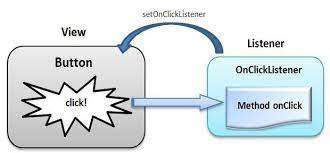 setOnClickListener
View
Listener
Button
OnClickListener
click!
Method onClick